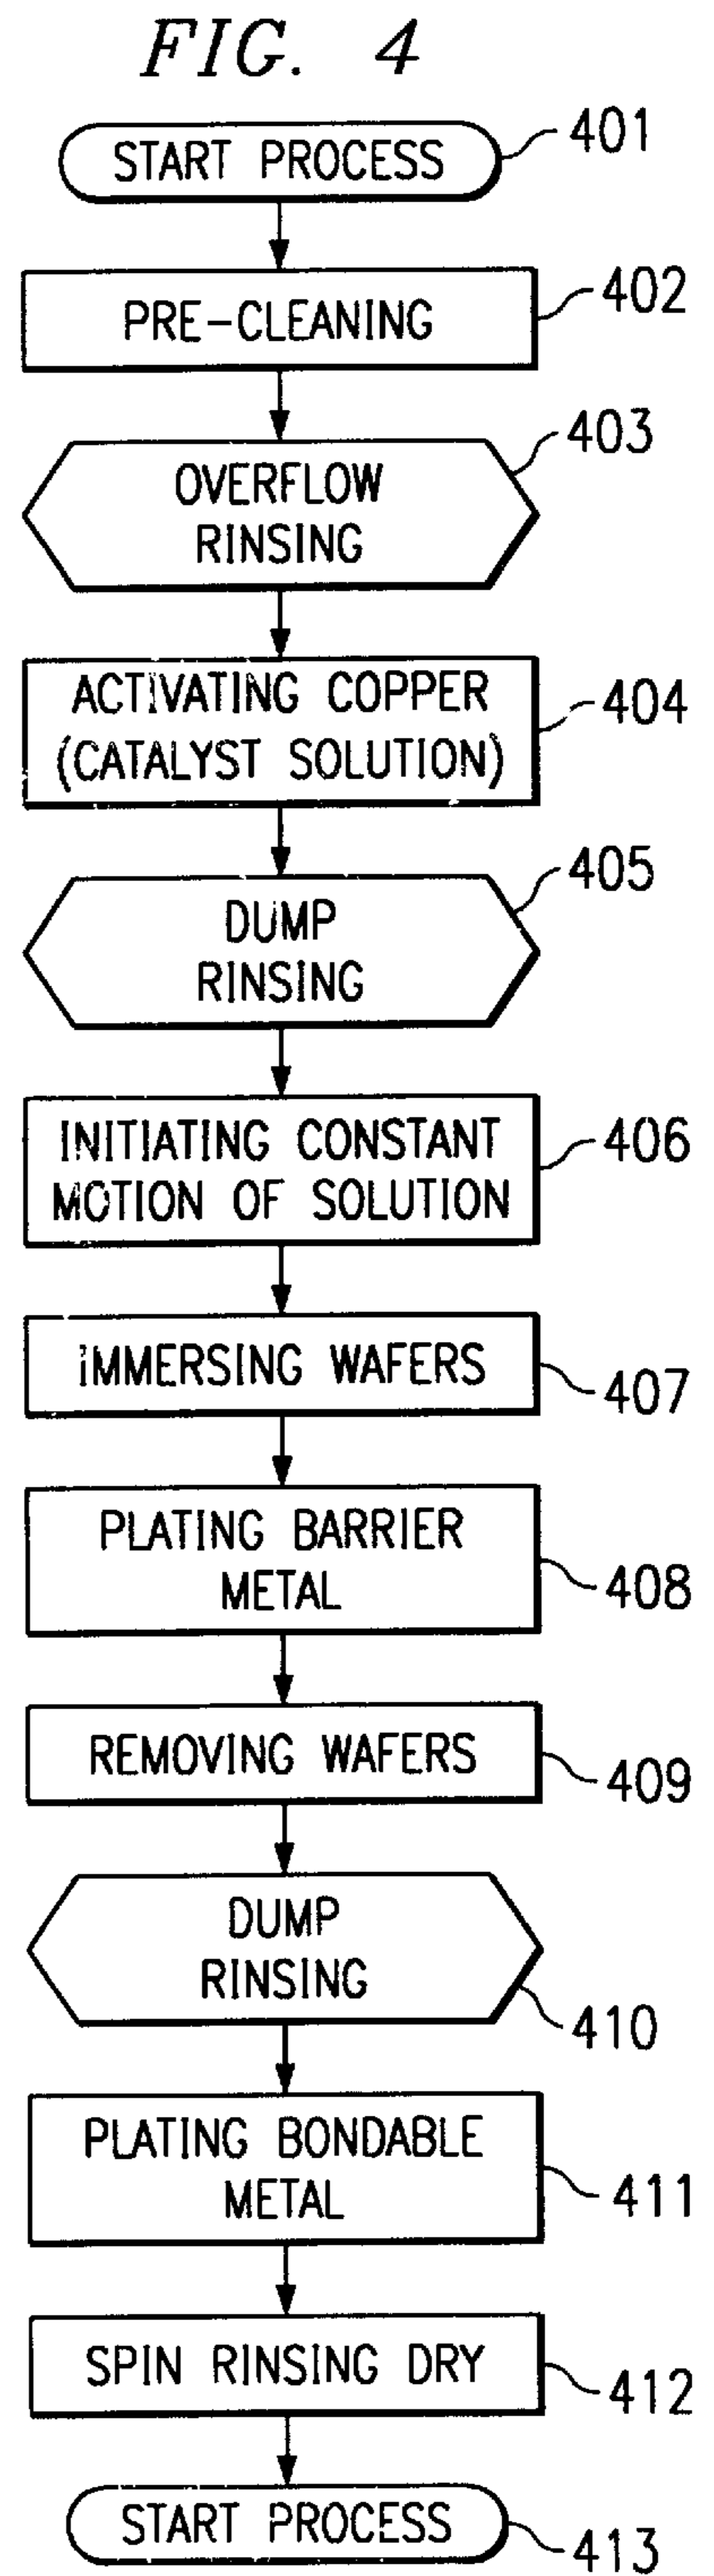 FIG. 4
START PROCESS
401
PRE-CLEANING
402
OVERFLOW
RINSING
403
ACTIVATING COPPER
(CATALYST SOLUTION)
404
DUMP
RINSING
405
INITIATING CONSTANT
MOTION OF SOLUTION
406
IMMERSING WAFERS
407
PLATING BARRIER
METAL
408
REMOVING WAFERS
409
DUMP
RINSING
410
PLATING BONDABLE
METAL
411
SPIN RINSING DRY
412
START PROCESS
413